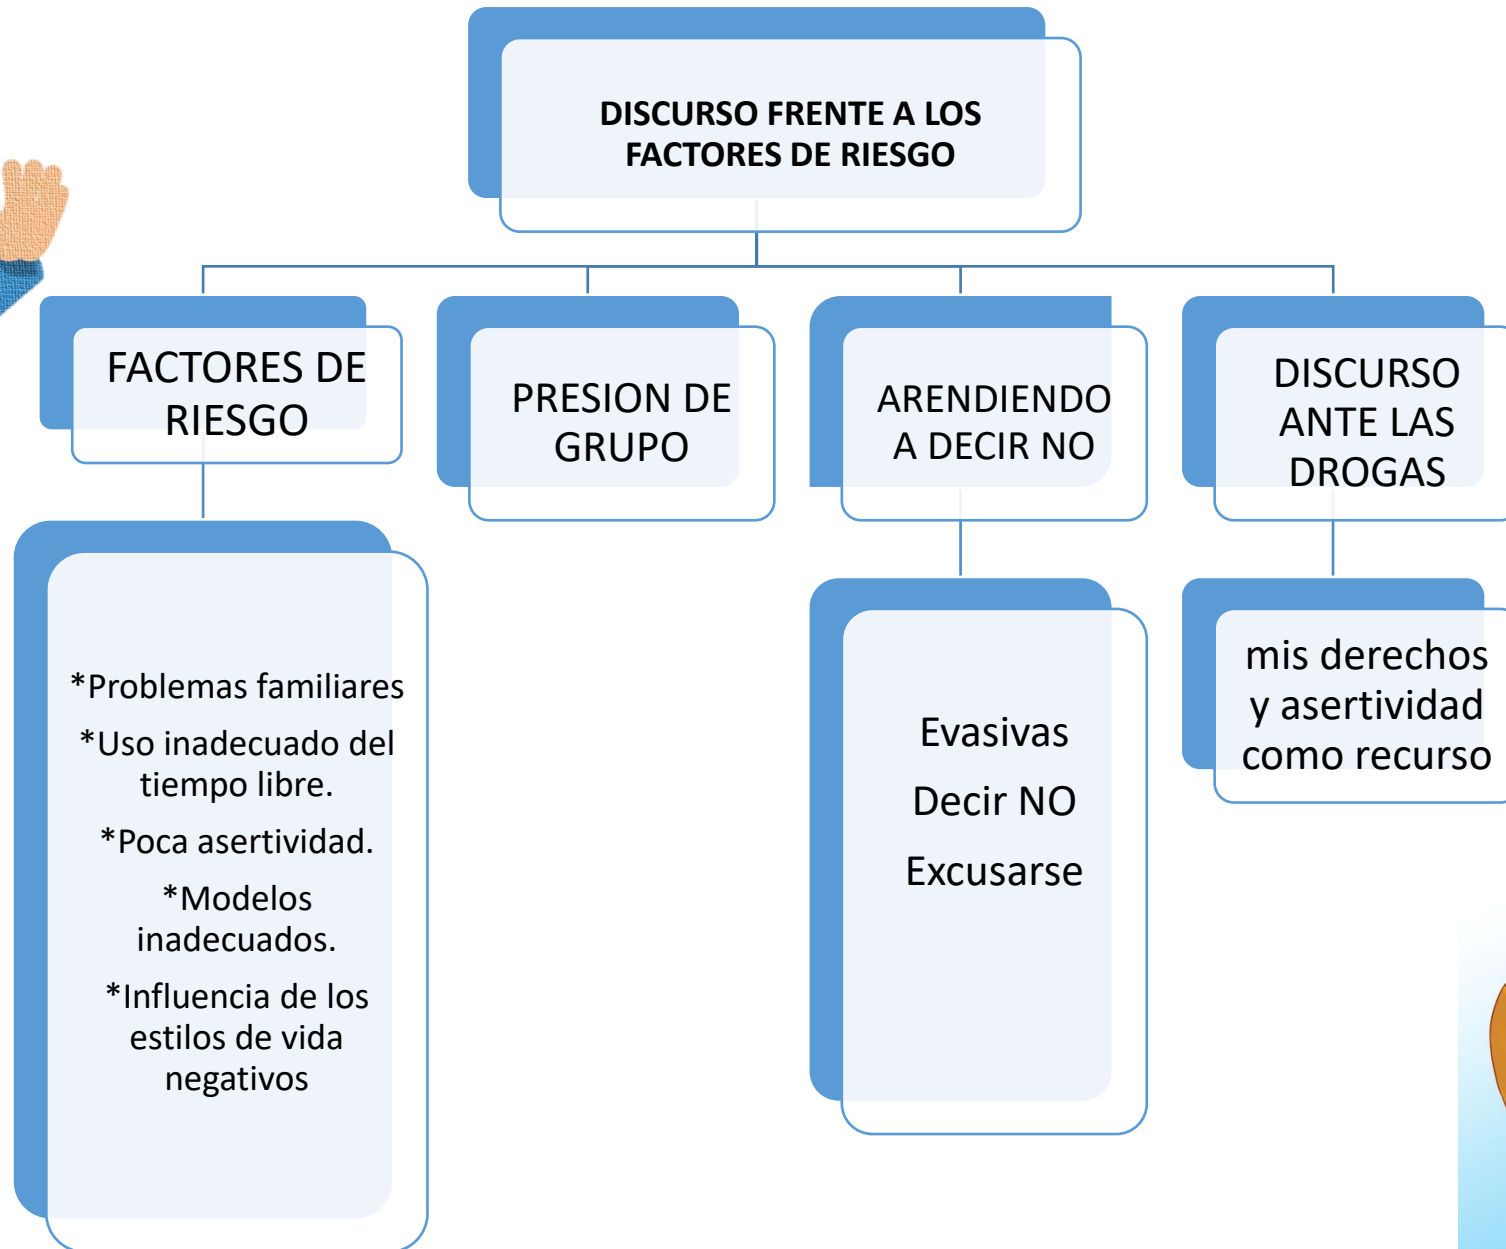 DISCURSO FRENTE A LOS
FACTORES DE RIESGO
FACTORES DE
RIESGO
PRESION DE
GRUPO
ARENDIENDO
A DECIR NO
DISCURSO
ANTE LAS
DROGAS
*Problemas familiares
*Uso inadecuado del
tiempo libre.
*Poca asertividad.
*Modelos
inadecuados.
*Influencia de los
estilos de vida
negativos
Evasivas
Decir NO
Excusarse
mis derechos
y asertividad
como recurso